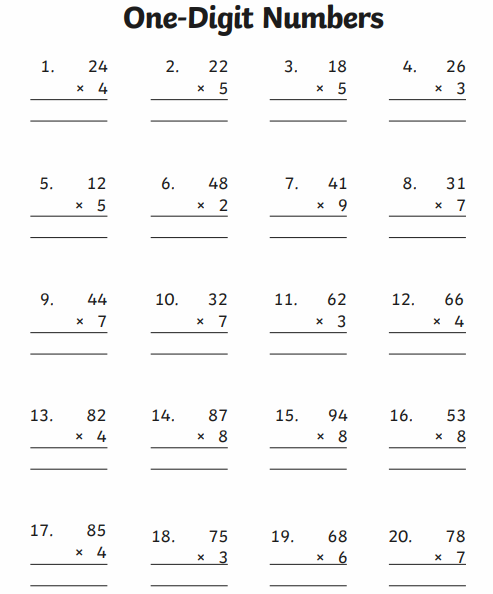 One-Digit Numbers
1. 24 2. 22 3. 18 4. 26
× 4 × 5 × 5 × 3
5. 12 6. 48 7. 41 8. 31
× 5 × 2 × 9 × 7
9. 44 10. 32 11. 62 12. 66
× 7 × 7 × 3 × 4
13. 82 14. 87 15. 94 16. 53
× 4 × 8 × 8 × 8
17. 85 18. 75 19. 68 20. 78
× 4 × 3 × 6 × 7